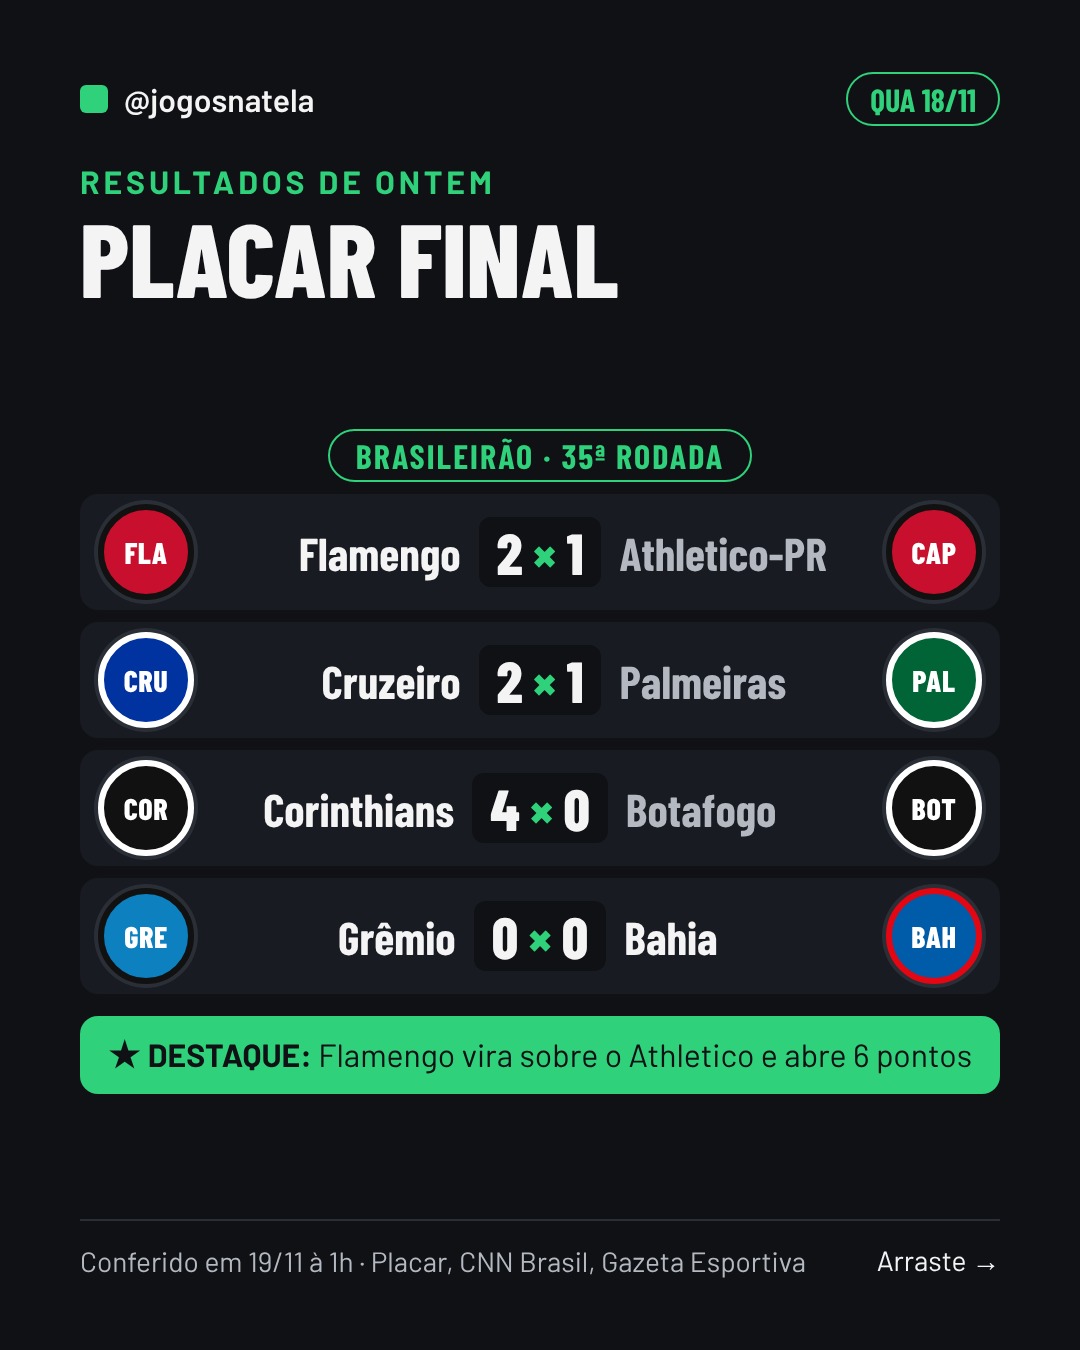 @jogosnatela
QUA 18/11
RESULTADOS DE ONTEM
PLACAR FINAL
BRASILEIRÃO · 35ª RODADA
FLA Flamengo 2 × 1 Athletico-PR CAP
CRU Cruzeiro 2 × 1 Palmeiras PAL
COR Corinthians 4 × 0 Botafogo BOT
GRE Grêmio 0 × 0 Bahia BAH
★ DESTAQUE: Flamengo vira sobre o Athletico e abre 6 pontos
Conferido em 19/11 à 1h · Placar, CNN Brasil, Gazeta Esportiva
Arraste →